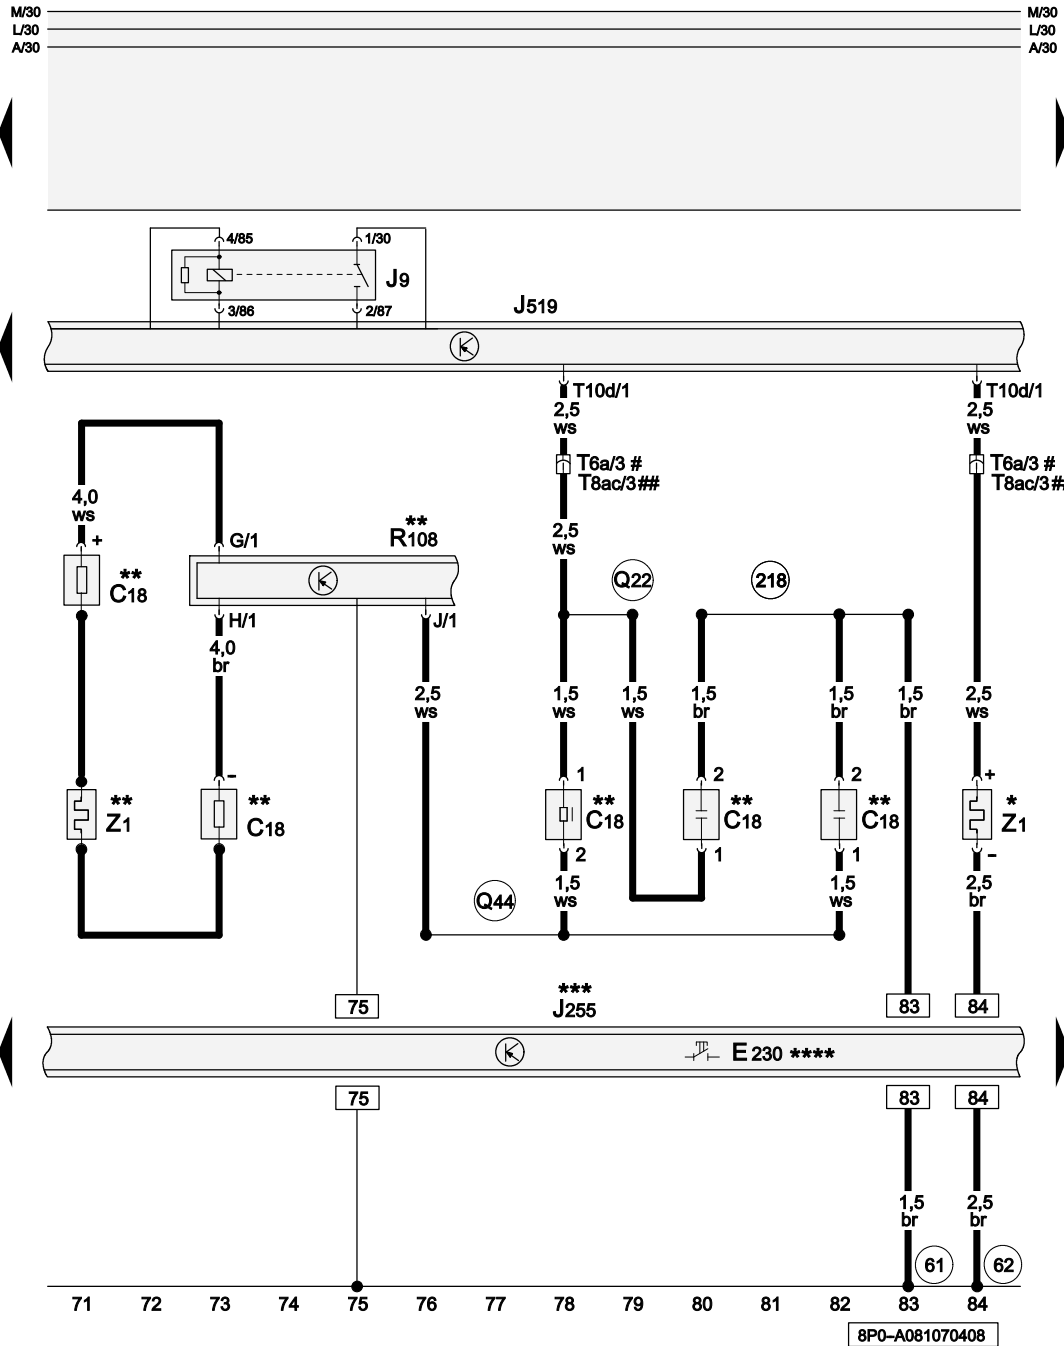 M/30 M/30
L/30 L/30
A/30 A/30
4/85 1/30
J9
3/86 2/87
J519
T10d/1 T10d/1
2,5 2,5
ws ws
T6a/3 # T6a/3 #
T8ac/3## T8ac/3#
4,0
ws
** 
2,5
ws
+ G/1 R108
** Q22 218
C18
H/1 J/1
4,0
br
2,5 1,5 1,5 1,5 1,5 1,5 2,5
ws ws ws br br br ws
- 1 2 2 +
** ** ** ** ** *
Z1 C18 C18 C18 C18 Z1
2 1 1 -
1,5 1,5 2,5
ws ws br
Q44
***
75 J255 83 84
E230 ****
75 83 84
1,5 2,5
br br
61 62
71 72 73 74 75 76 77 78 79 80 81 82 83 84
8P0-A081070408